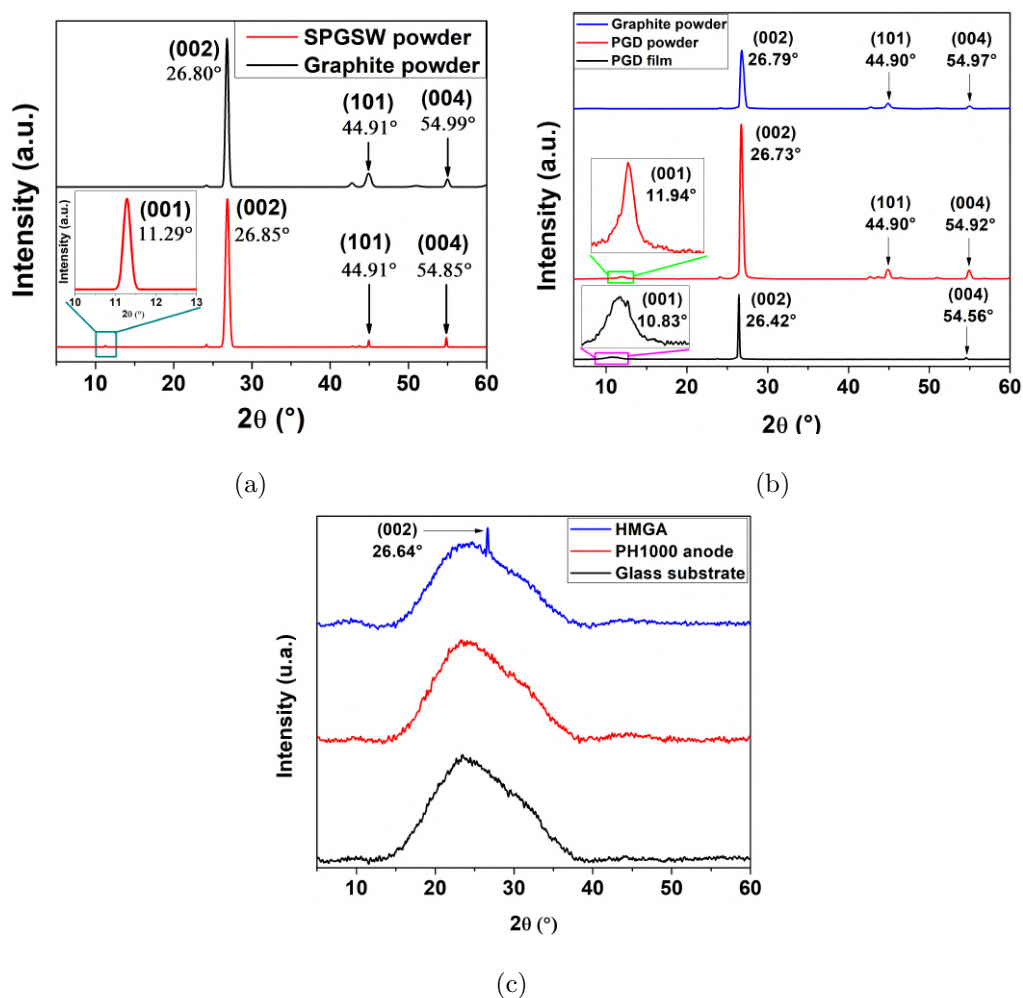 SPGSW powder
Graphite powder
(002)
26.80°
(101)
44.91°
(004)
54.99°
(001)
11.29°
Intensity (a.u.)
10 11 12 13
2θ (°)
(002)
26.85°
(101)
44.91°
(004)
54.85°
Intensity (a.u.)
10 20 30 40 50 60
2θ (°)
(a)
Graphite powder
PGD powder
PGD film
(002)
26.79°
(101)
44.90°
(004)
54.97°
(002)
26.73°
(001)
11.94°
(101)
44.90°
(004)
54.92°
(001)
10.83°
(002)
26.42°
(004)
54.56°
Intensity (a.u.)
10 20 30 40 50 60
2θ (°)
(b)
HMGA
PH1000 anode
Glass substrate
(002)
26.64°
Intensity (u.a.)
10 20 30 40 50 60
2θ (°)
(c)